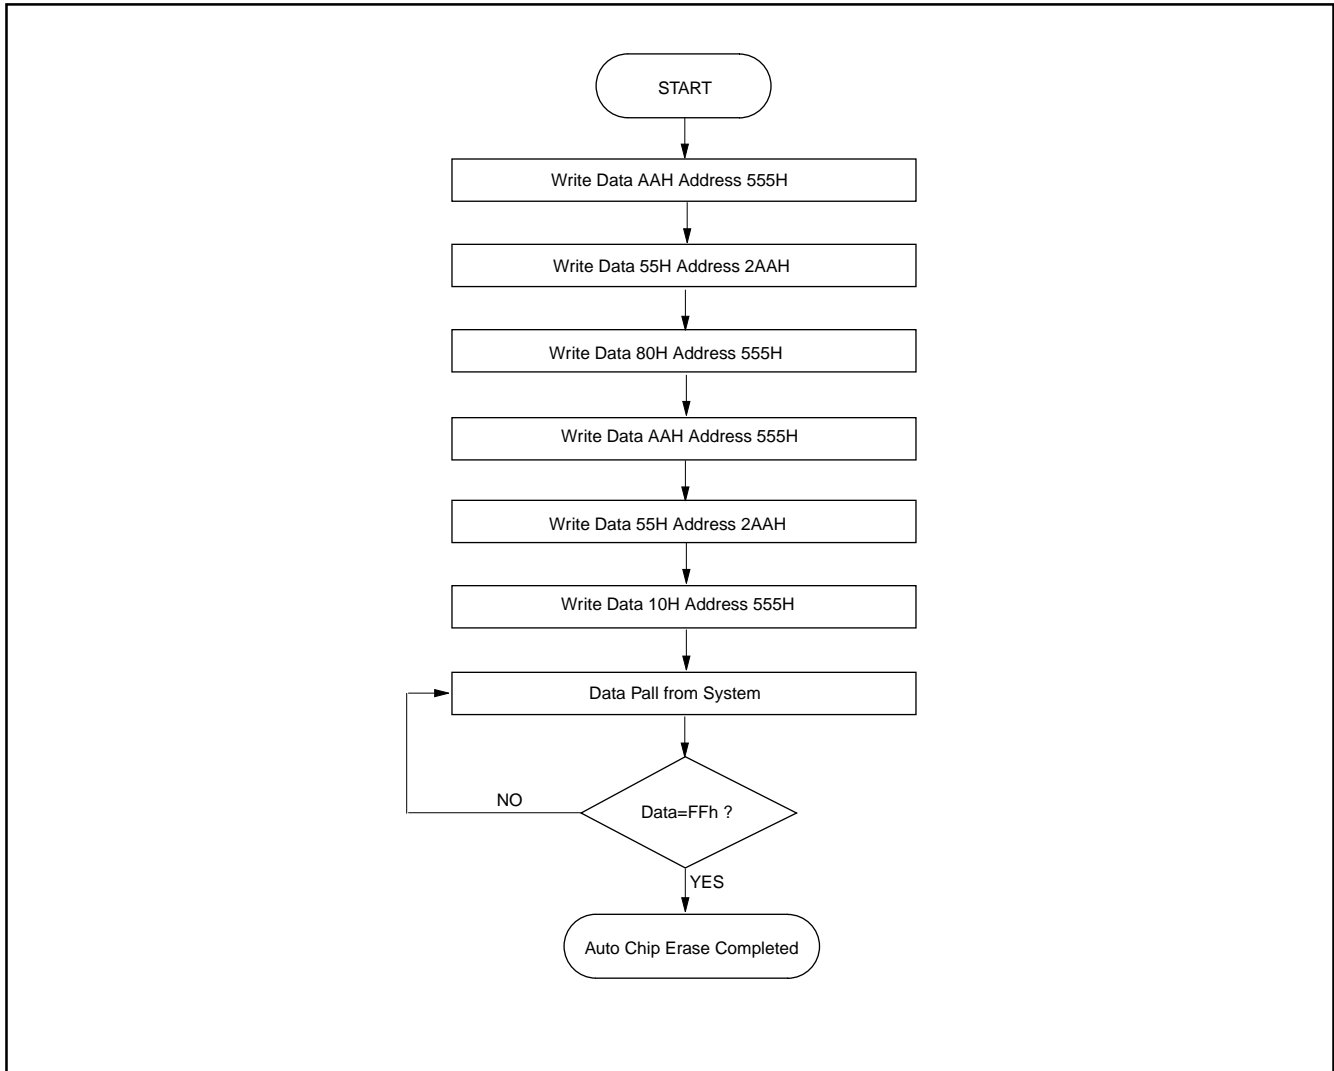 START
Write Data AAH Address 555H
Write Data 55H Address 2AAH
Write Data 80H Address 555H
Write Data AAH Address 555H
Write Data 55H Address 2AAH
Write Data 10H Address 555H
Data Pall from System
NO
Data=FFh ?
YES
Auto Chip Erase Completed